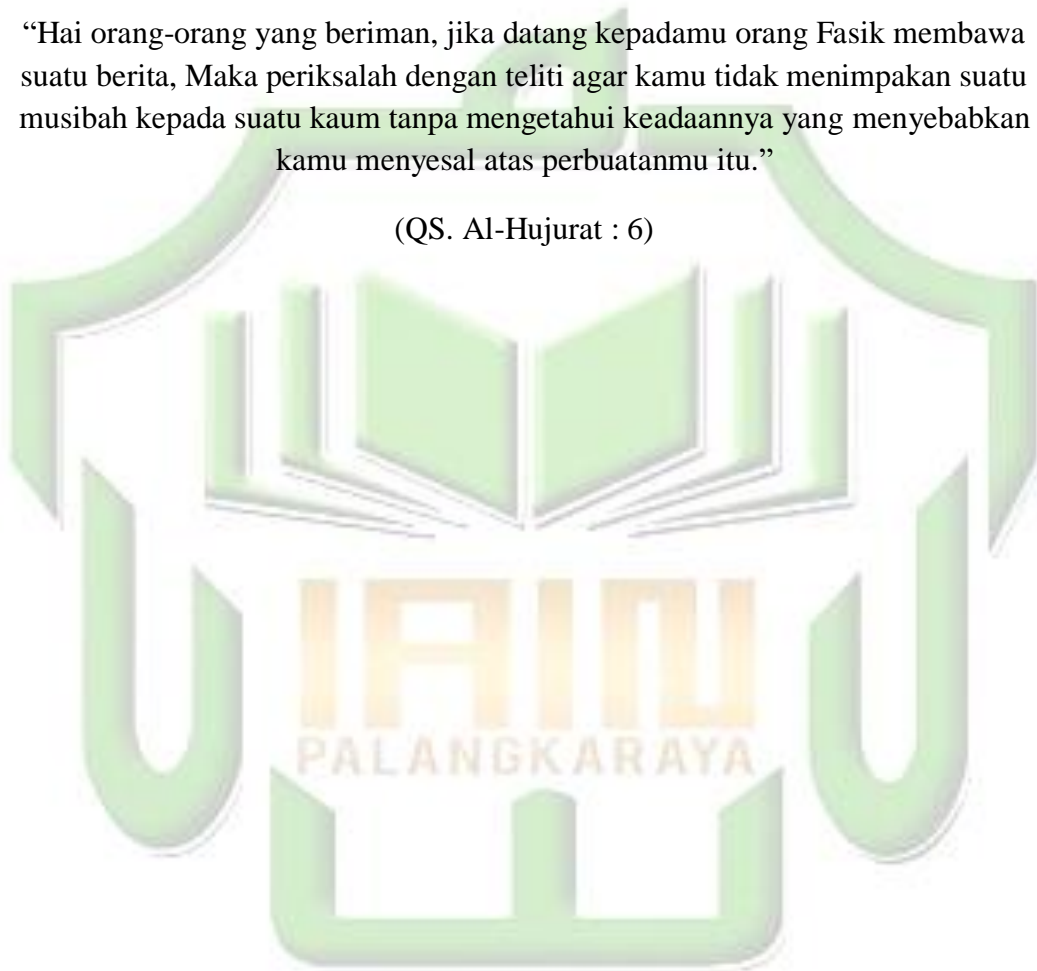 “Hai orang-orang yang beriman, jika datang kepadamu orang Fasik membawa
suatu berita, Maka periksalah dengan teliti agar kamu tidak menimpakan suatu
musibah kepada suatu kaum tanpa mengetahui keadaannya yang menyebabkan
kamu menyesal atas perbuatanmu itu.”
(QS. Al-Hujurat : 6)
IAIN
PALANGKARAYA